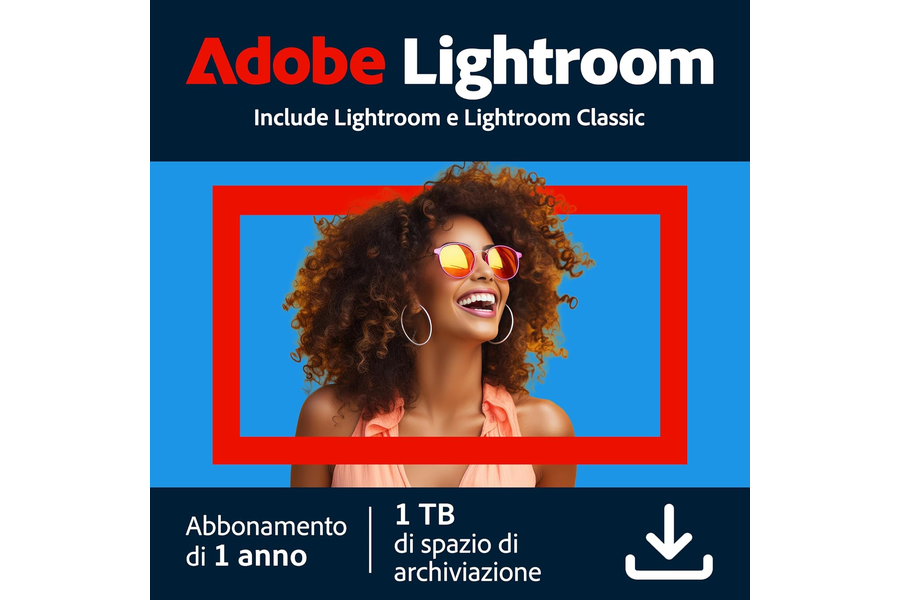 Adobe Lightroom
Include Lightroom e Lightroom Classic
Abbonamento
di 1 anno
1 TB
di spazio di
archiviazione